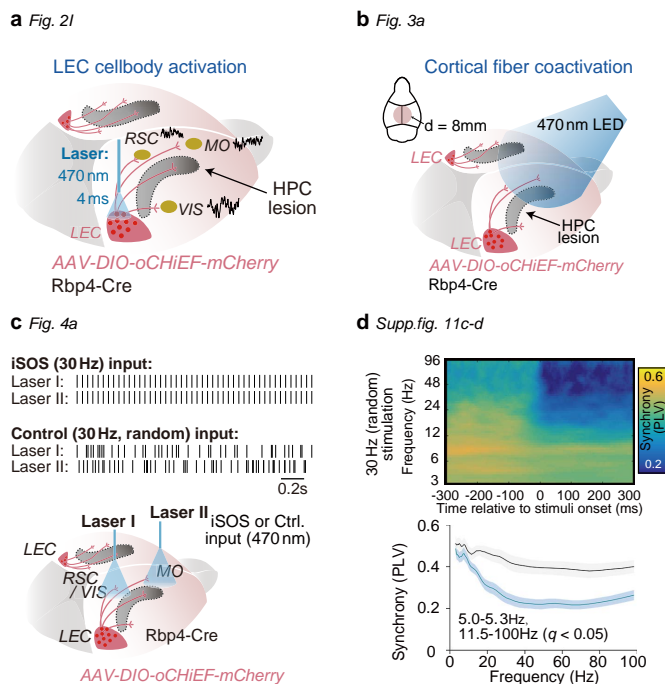 a Fig. 2I
LEC cellbody activation
RSC
MO
Laser:
470 nm
4 ms
HPC
lesion
VIS
LEC
AAV-DIO-oCHiEF-mCherry
Rbp4-Cre
b Fig. 3a
Cortical fiber coactivation
d = 8mm
470 nm LED
LEC
HPC
lesion
LEC
AAV-DIO-oCHiEF-mCherry
Rbp4-Cre
c Fig. 4a
iSOS (30 Hz) input:
Laser I:
Laser II:
Control (30 Hz, random) input:
Laser I:
Laser II:
0.2s
Laser I
Laser II
iSOS or Ctrl.
input (470 nm)
LEC
RSC
/ VIS
MO
LEC
Rbp4-Cre
AAV-DIO-oCHiEF-mCherry
d Supp.fig. 11c-d
30 Hz (random)
stimulation
Frequency (Hz)
96
48
24
12
6
3
-300 -200 -100 0 100 200 300
Time relative to stimuli onset (ms)
0.6
Synchrony
(PLV)
0.2
Synchrony (PLV)
0.6
0.4
0.2
0
5.0-5.3Hz,
11.5-100Hz (q < 0.05)
0 20 40 60 80 100
Frequency (Hz)